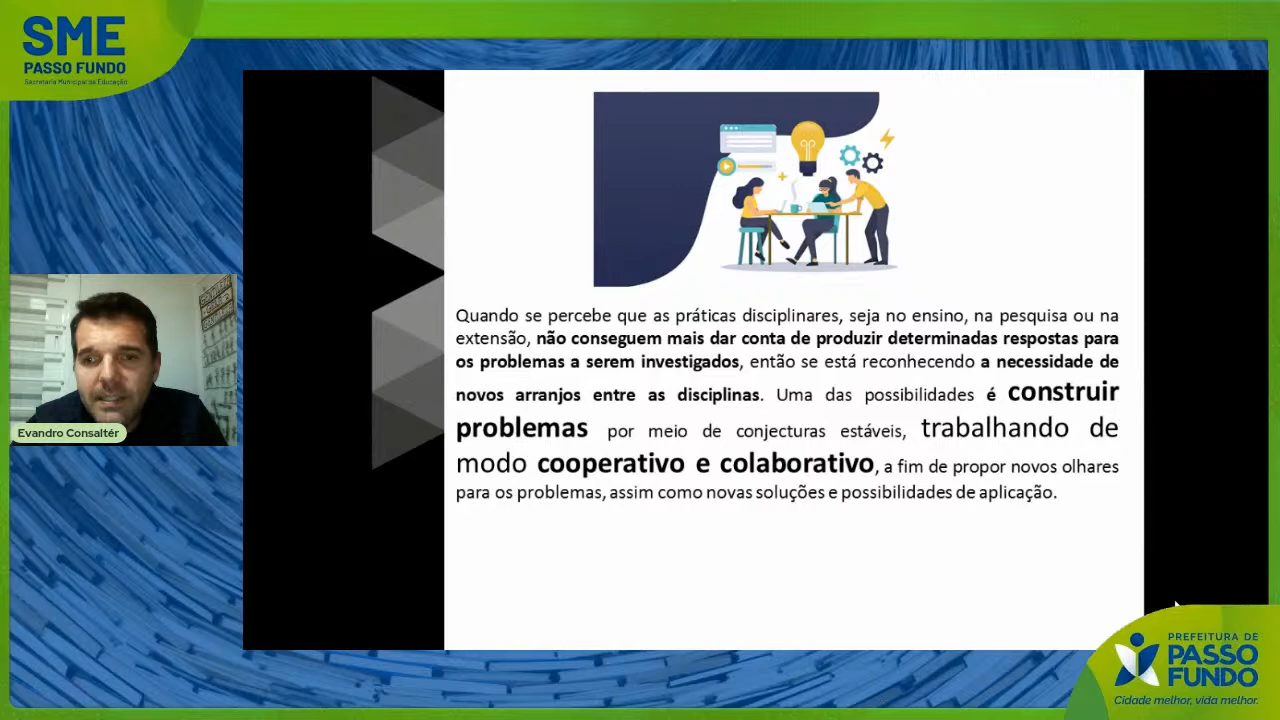 SME
PASSO FUNDO
Secretaria Municipal de Educação
Quando se percebe que as práticas disciplinares, seja no ensino, na pesquisa ou na
extensão, não conseguem mais dar conta de produzir determinadas respostas para
os problemas a serem investigados, então se está reconhecendo a necessidade de
novos arranjos entre as disciplinas. Uma das possibilidades é construir
problemas por meio de conjecturas estáveis, trabalhando de
modo cooperativo e colaborativo, a fim de propor novos olhares
para os problemas, assim como novas soluções e possibilidades de aplicação.
Evandro Consaltér
PREFEITURA DE
PASSO
FUNDO
Cidade melhor, vida melhor.